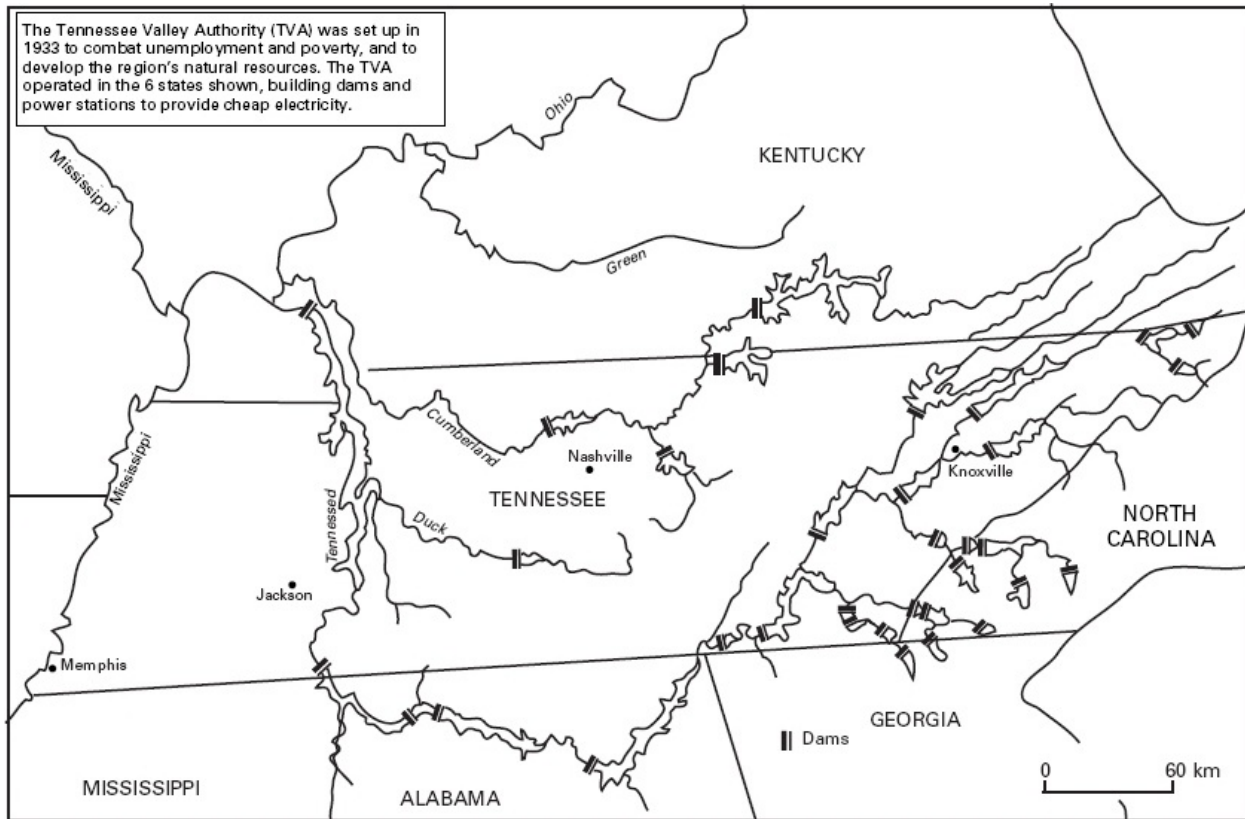 The Tennessee Valley Authority (TVA) was set up in
1933 to combat unemployment and poverty, and to
develop the region's natural resources. The TVA
operated in the 6 states shown, building dams and
power stations to provide cheap electricity.
Ohio
Mississippi
KENTUCKY
Green
Cumberland
Mississippi
Nashville
Knoxville
TENNESSEE
Tennessed
Duck
NORTH
CAROLINA
Jackson
Memphis
GEORGIA
Dams
0 60 km
MISSISSIPPI
ALABAMA